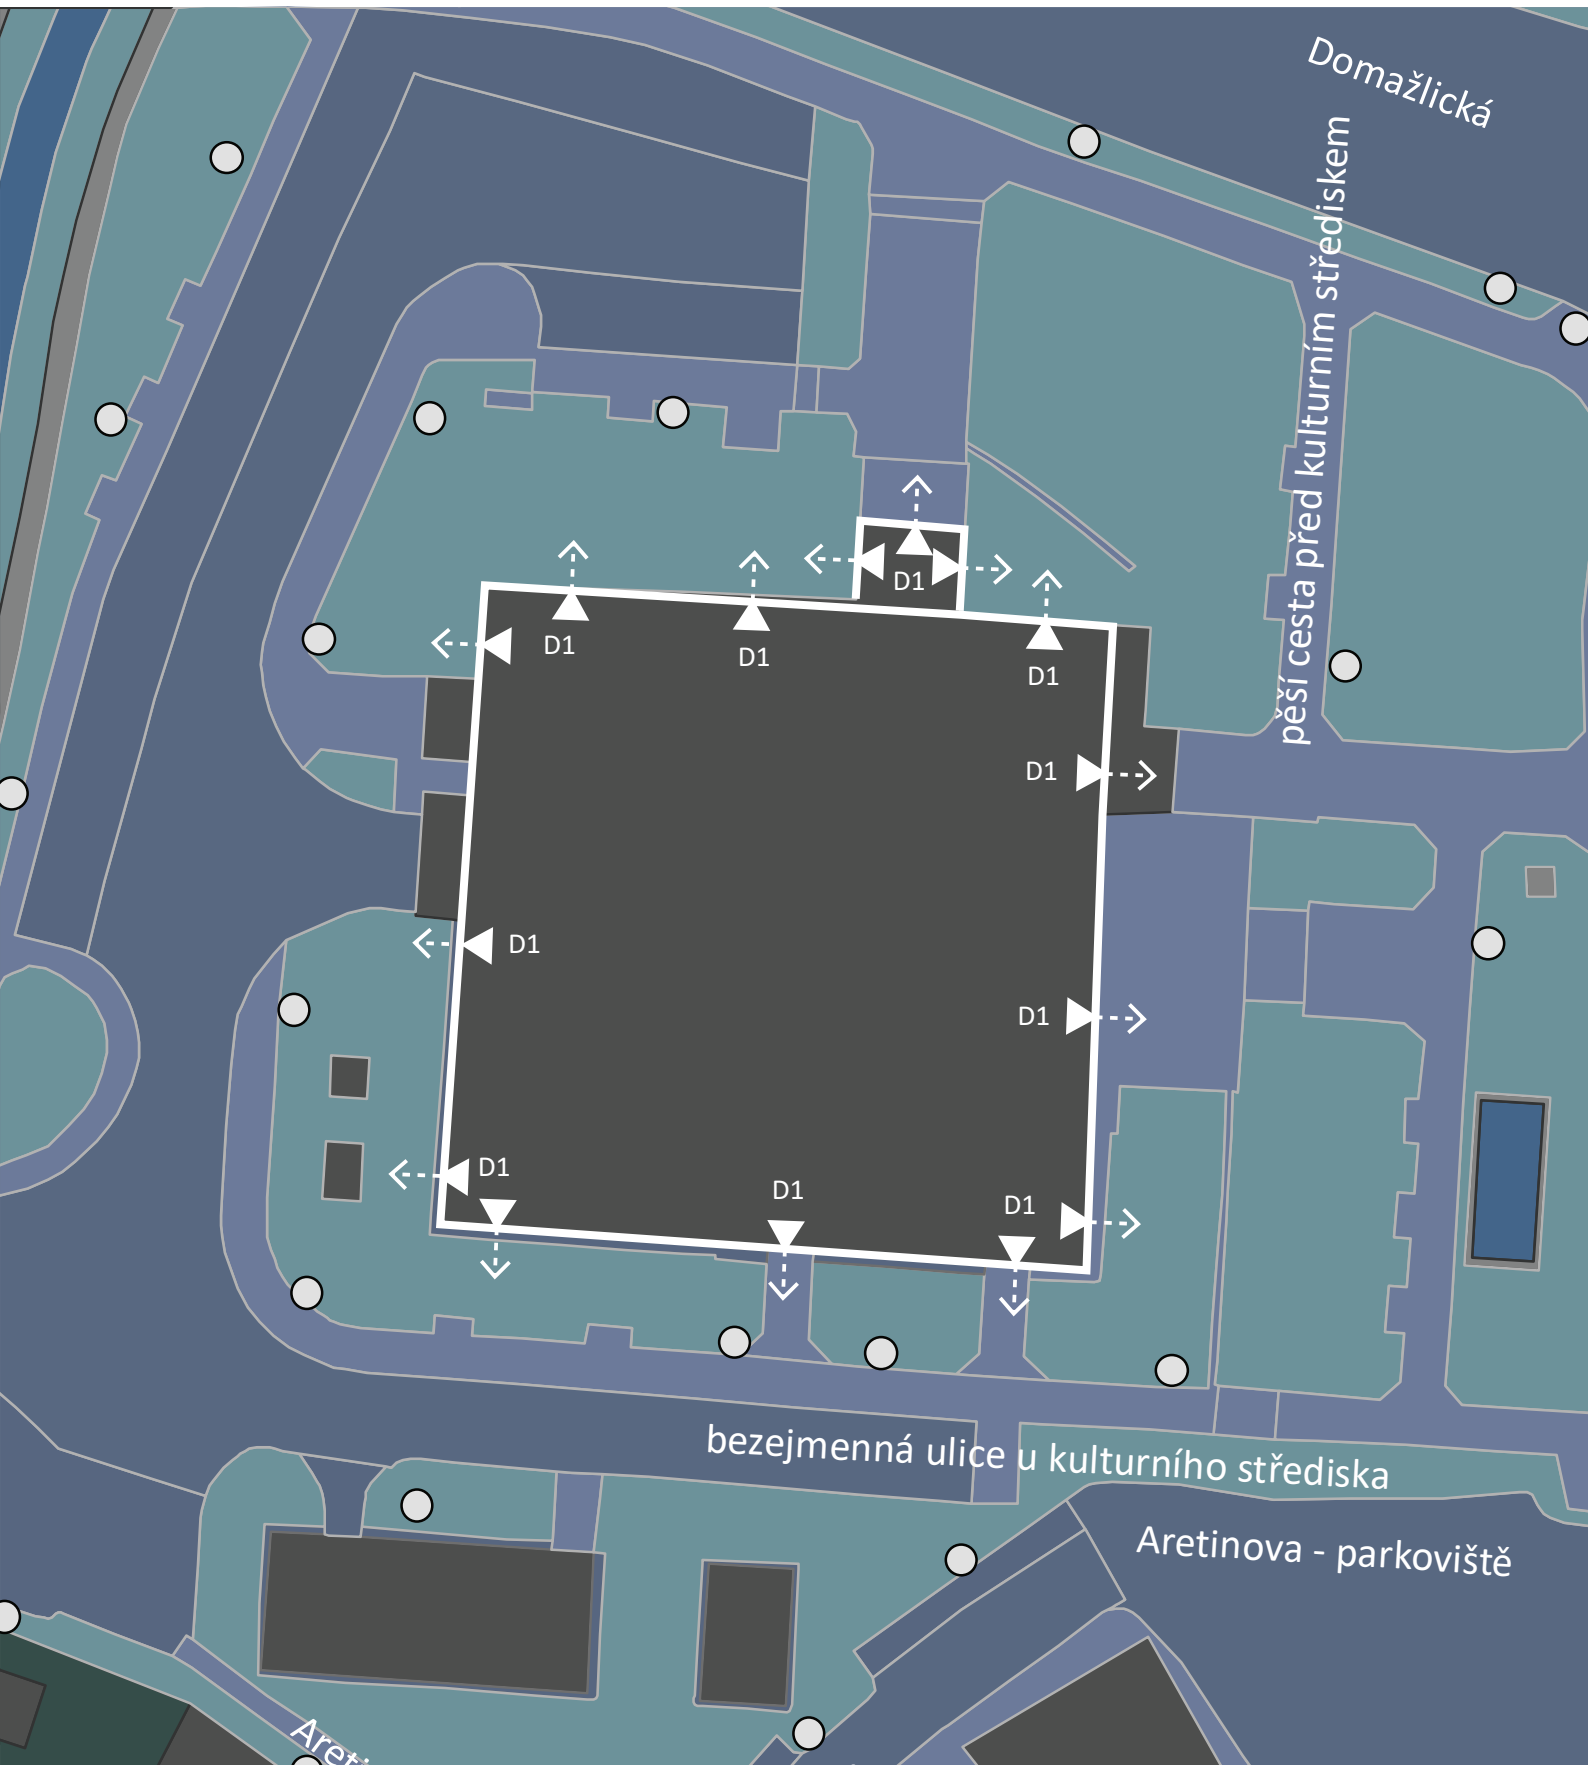 Domažlická
pěší cesta před kulturním střediskem
D1
D1
D1
D1
D1
D1
D1
D1
D1
D1
D1
bezejmenná ulice u kulturního střediska
Aretinova - parkoviště